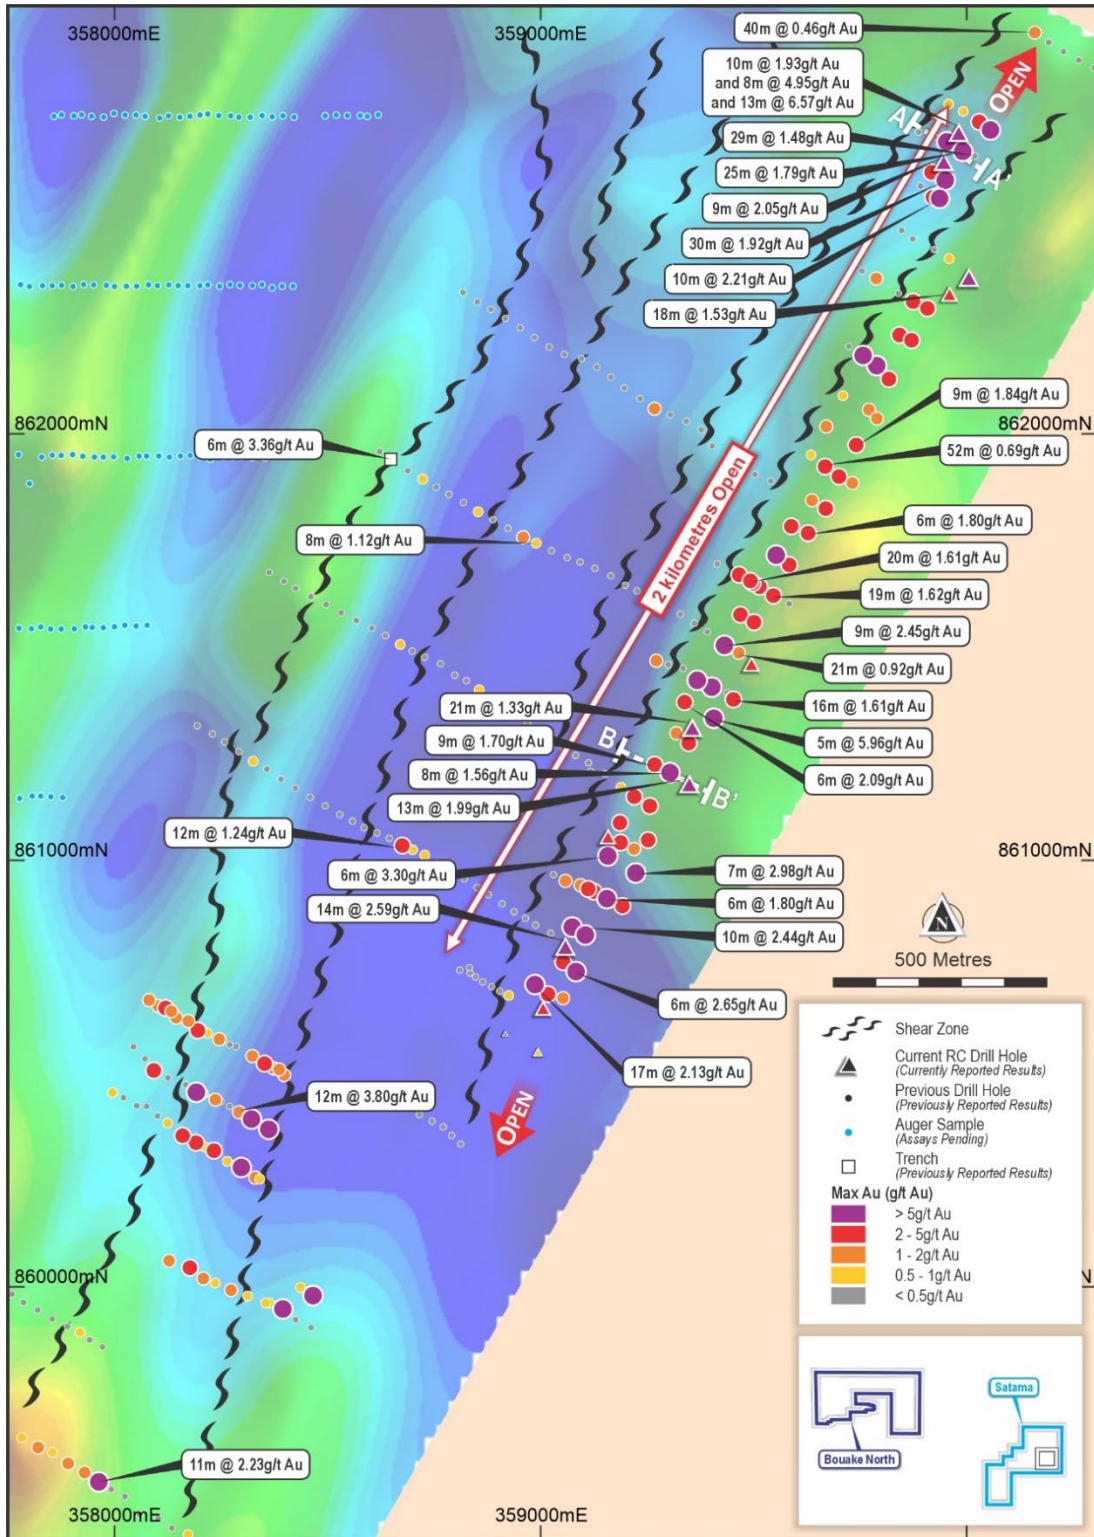 358000mE
359000mE
40m @ 0.46g/t Au
10m @ 1.93g/t Au
and 8m @ 4.95g/t Au
and 13m @ 6.57g/t Au
OPEN
A
A'
29m @ 1.48g/t Au
25m @ 1.79g/t Au
9m @ 2.05g/t Au
30m @ 1.92g/t Au
10m @ 2.21g/t Au
18m @ 1.53g/t Au
862000mN
862000mN
9m @ 1.84g/t Au
6m @ 3.36g/t Au
52m @ 0.69g/t Au
2 kilometres Open
8m @ 1.12g/t Au
6m @ 1.80g/t Au
20m @ 1.61g/t Au
19m @ 1.62g/t Au
9m @ 2.45g/t Au
21m @ 0.92g/t Au
21m @ 1.33g/t Au
16m @ 1.61g/t Au
9m @ 1.70g/t Au
B
B'
5m @ 5.96g/t Au
8m @ 1.56g/t Au
6m @ 2.09g/t Au
13m @ 1.99g/t Au
12m @ 1.24g/t Au
861000mN
861000mN
6m @ 3.30g/t Au
7m @ 2.98g/t Au
14m @ 2.59g/t Au
6m @ 1.80g/t Au
10m @ 2.44g/t Au
N
500 Metres
6m @ 2.65g/t Au
17m @ 2.13g/t Au
12m @ 3.80g/t Au
OPEN
Shear Zone
Current RC Drill Hole
(Currently Reported Results)
Previous Drill Hole
(Previously Reported Results)
Auger Sample
(Assays Pending)
Trench
(Previously Reported Results)
Max Au (g/t Au)
> 5g/t Au
2 - 5g/t Au
1 - 2g/t Au
0.5 - 1g/t Au
< 0.5g/t Au
860000mN
N
Satama
Bouake North
11m @ 2.23g/t Au
358000mE
359000mE